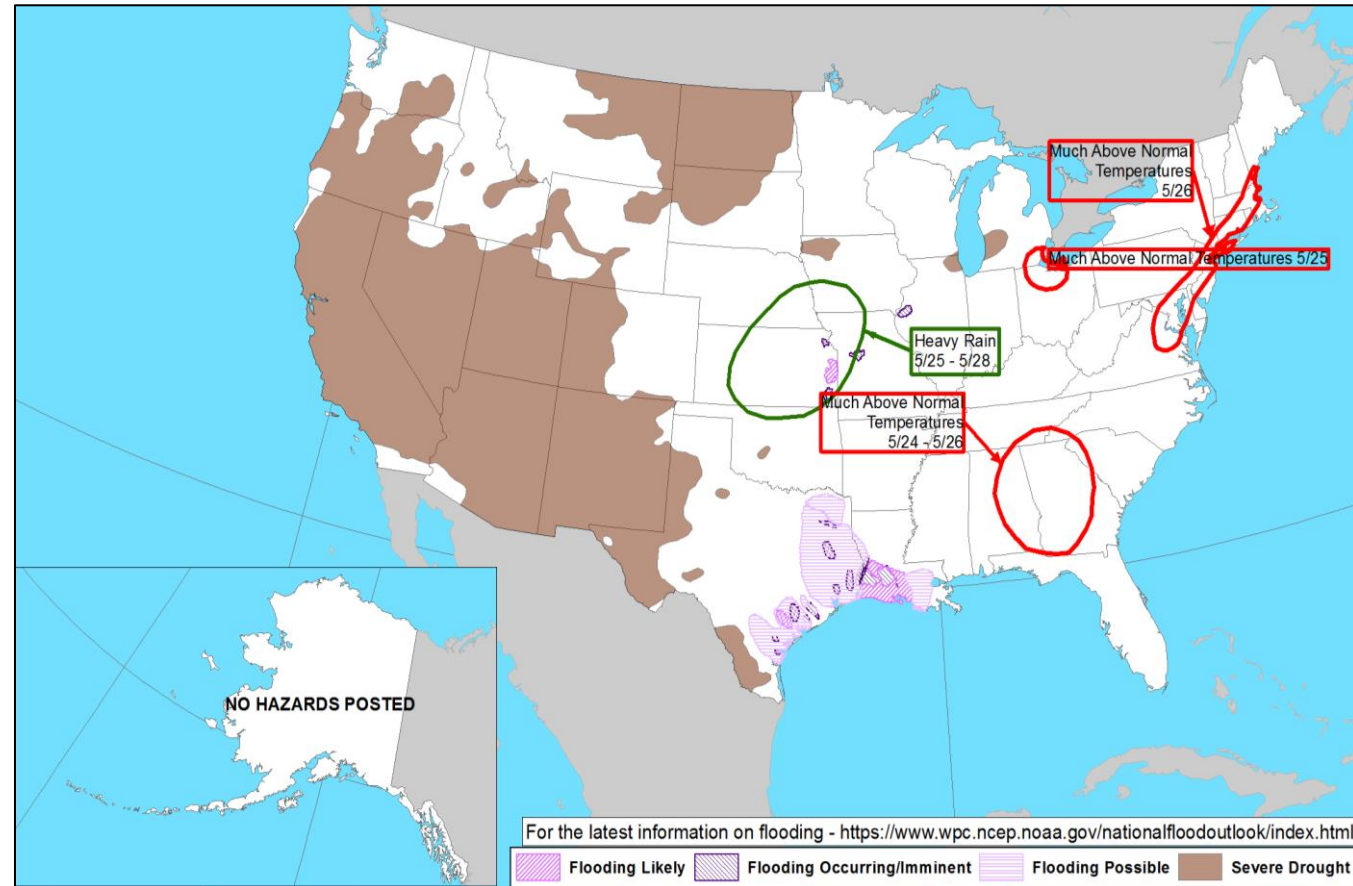 Much Above Normal
Temperatures
5/26
Much Above Normal Temperatures 5/25
Heavy Rain
5/25 - 5/28
Much Above Normal
Temperatures
5/24 - 5/26
NO HAZARDS POSTED
For the latest information on flooding - https://www.wpc.ncep.noaa.gov/nationalfloodoutlook/index.html
Flooding Likely
Flooding Occurring/Imminent
Flooding Possible
Severe Drought